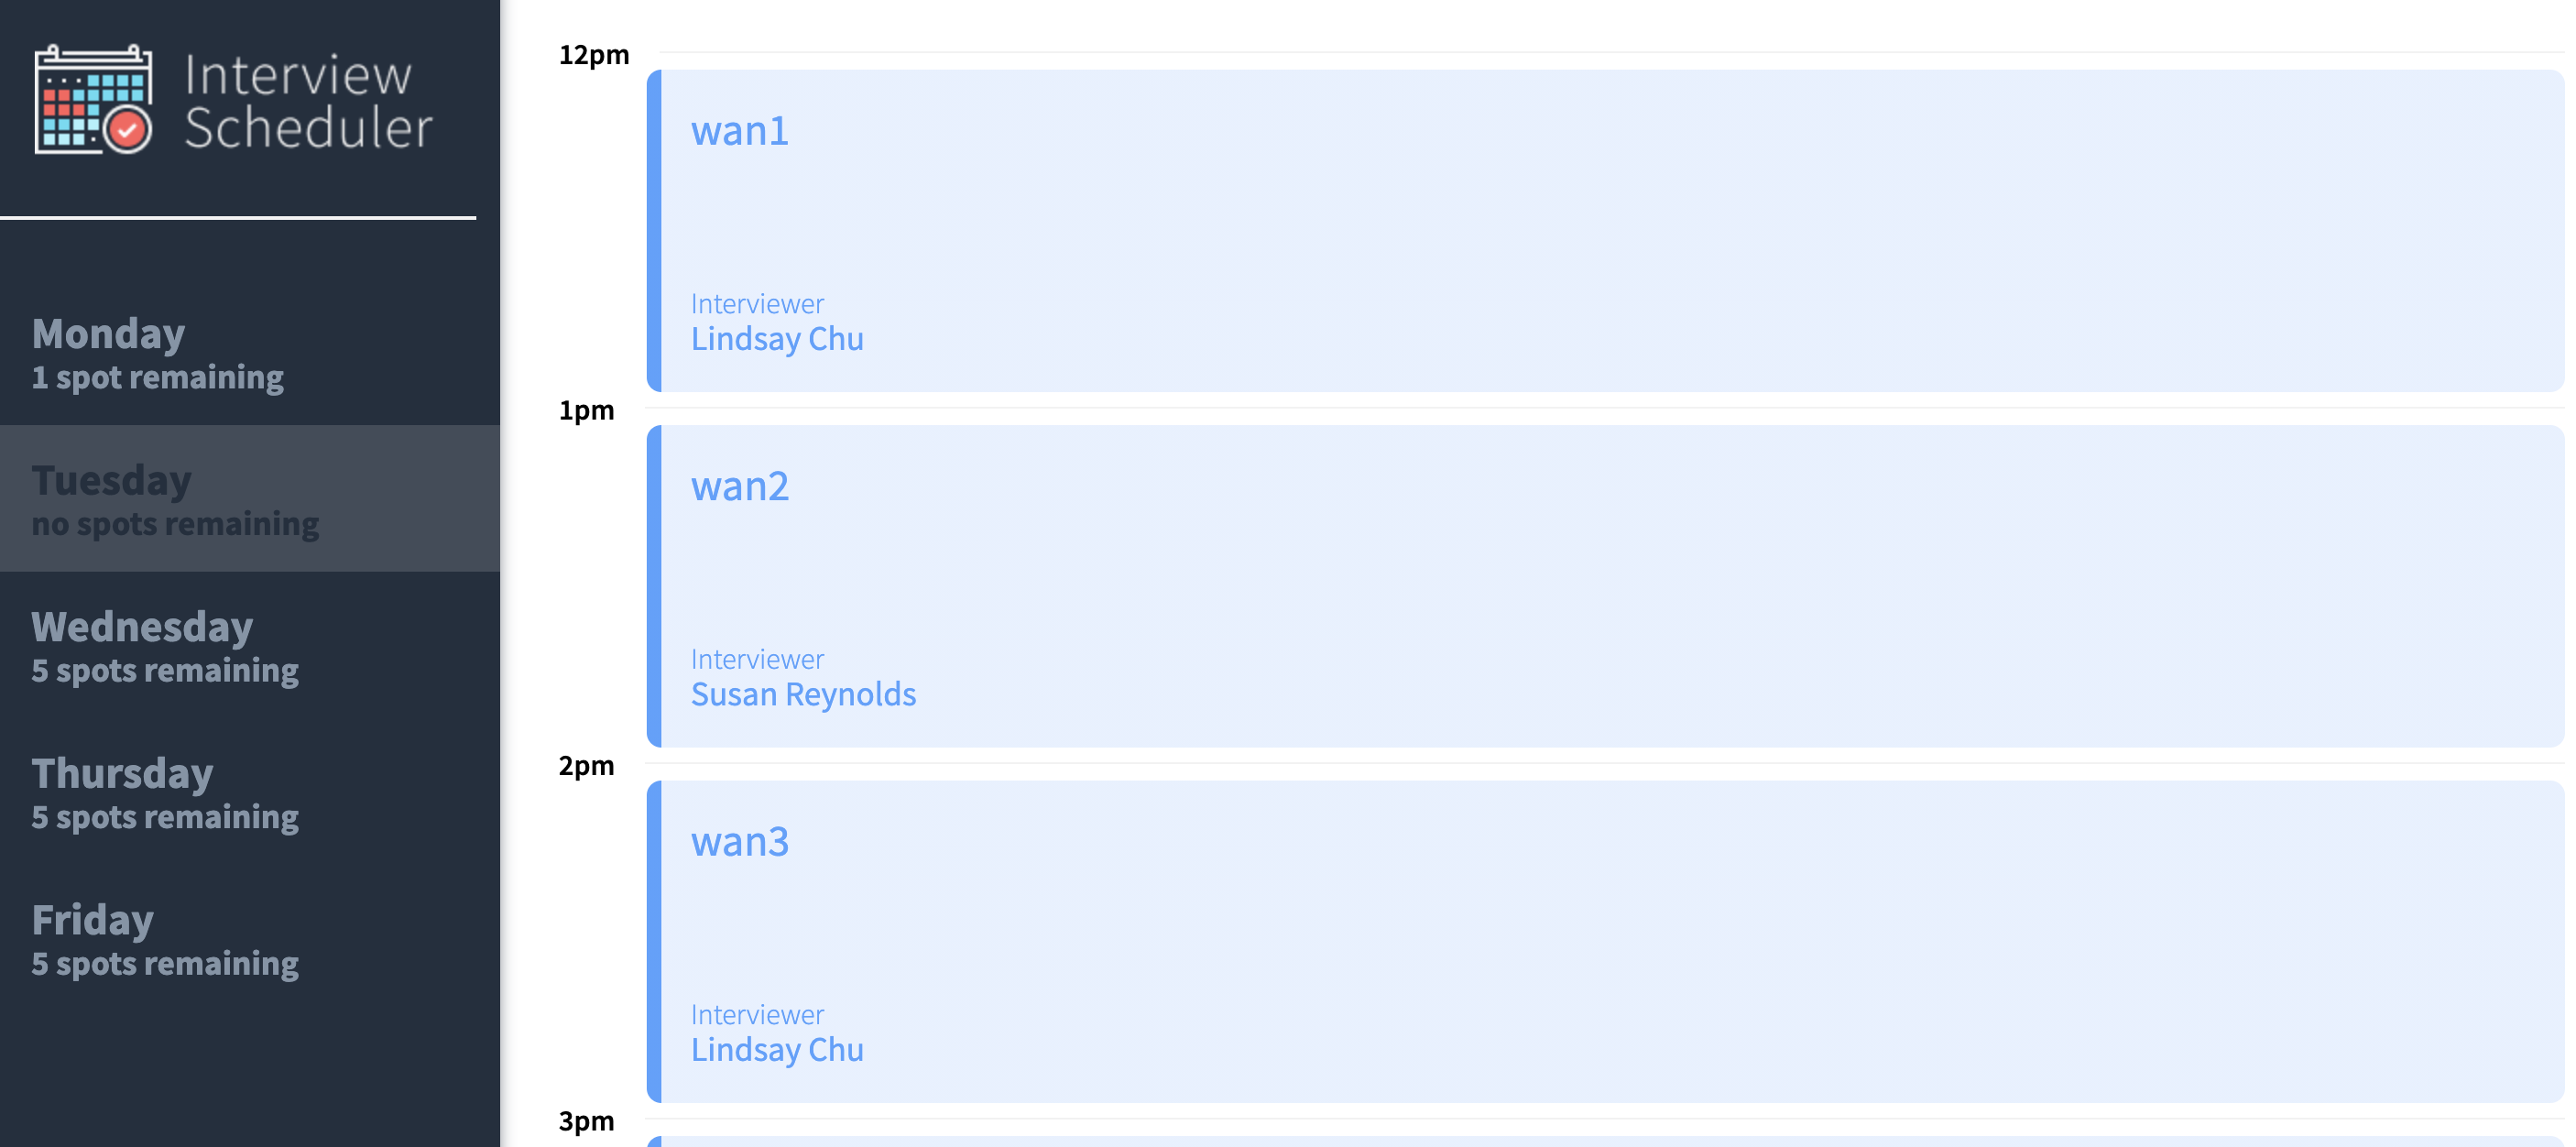 Interview
Scheduler
Monday
1 spot remaining
Tuesday
no spots remaining
Wednesday
5 spots remaining
Thursday
5 spots remaining
Friday
5 spots remaining
12pm
wan1
Interviewer
Lindsay Chu
1pm
wan2
Interviewer
Susan Reynolds
2pm
wan3
Interviewer
Lindsay Chu
3pm